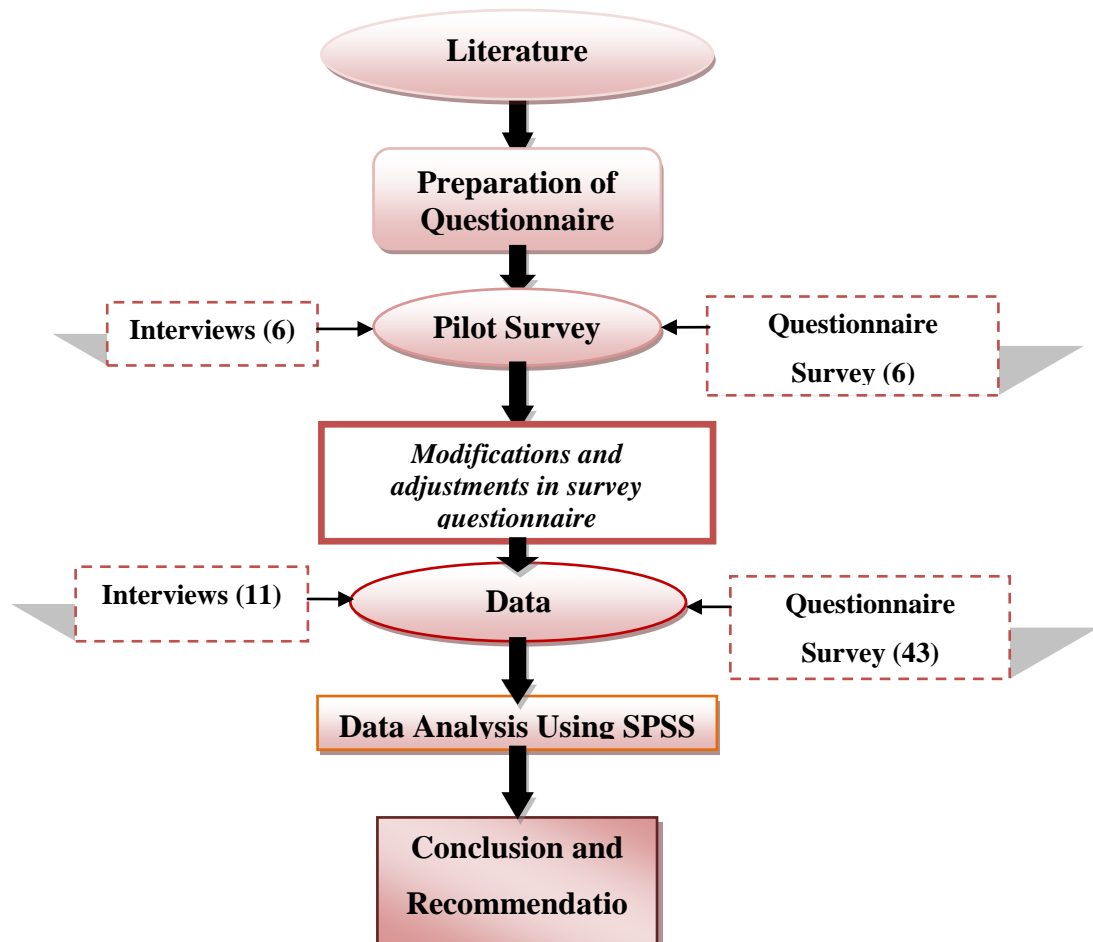 Literature
Preparation of
Questionnaire
Interviews (6)
Pilot Survey
Questionnaire
Survey (6)
Modifications and
adjustments in survey
questionnaire
Interviews (11)
Data
Questionnaire
Survey (43)
Data Analysis Using SPSS
Conclusion and
Recommendatio